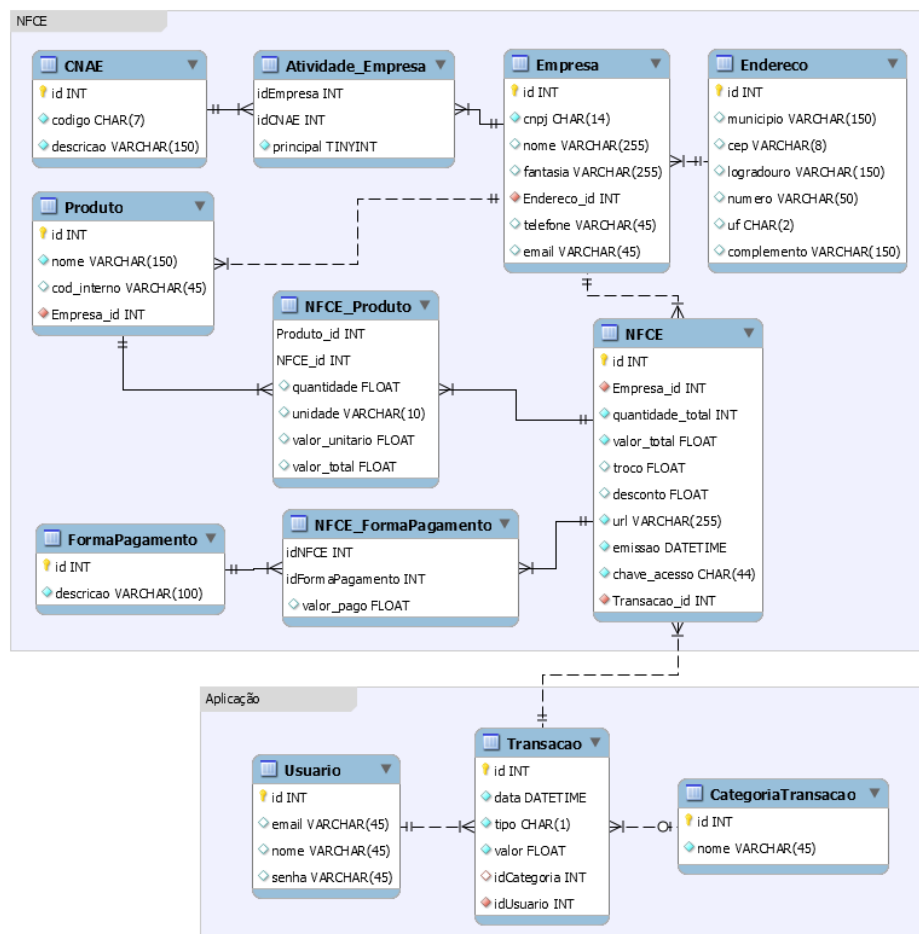 NFCE
CNAE
id INT
codigo CHAR(7)
descricao VARCHAR(150)
Atividade_Empresa
idEmpresa INT
idCNAE INT
principal TINYINT
Empresa
id INT
cnpj CHAR(14)
nome VARCHAR(255)
fantasia VARCHAR(255)
Endereco_id INT
telefone VARCHAR(45)
email VARCHAR(45)
Endereco
id INT
municipio VARCHAR(150)
cep VARCHAR(8)
logradouro VARCHAR(150)
numero VARCHAR(50)
uf CHAR(2)
complemento VARCHAR(150)
Produto
id INT
nome VARCHAR(150)
cod_interno VARCHAR(45)
Empresa_id INT
NFCE_Produto
Produto_id INT
NFCE_id INT
quantidade FLOAT
unidade VARCHAR(10)
valor_unitario FLOAT
valor_total FLOAT
NFCE
id INT
Empresa_id INT
quantidade_total INT
valor_total FLOAT
troco FLOAT
desconto FLOAT
url VARCHAR(255)
emissao DATETIME
chave_acesso CHAR(44)
Transacao_id INT
FormaPagamento
id INT
descricao VARCHAR(100)
NFCE_FormaPagamento
idNFCE INT
idFormaPagamento INT
valor_pago FLOAT
Aplicação
Usuario
id INT
email VARCHAR(45)
nome VARCHAR(45)
senha VARCHAR(45)
Transacao
id INT
data DATETIME
tipo CHAR(1)
valor FLOAT
idCategoria INT
idUsuario INT
CategoriaTransacao
id INT
nome VARCHAR(45)